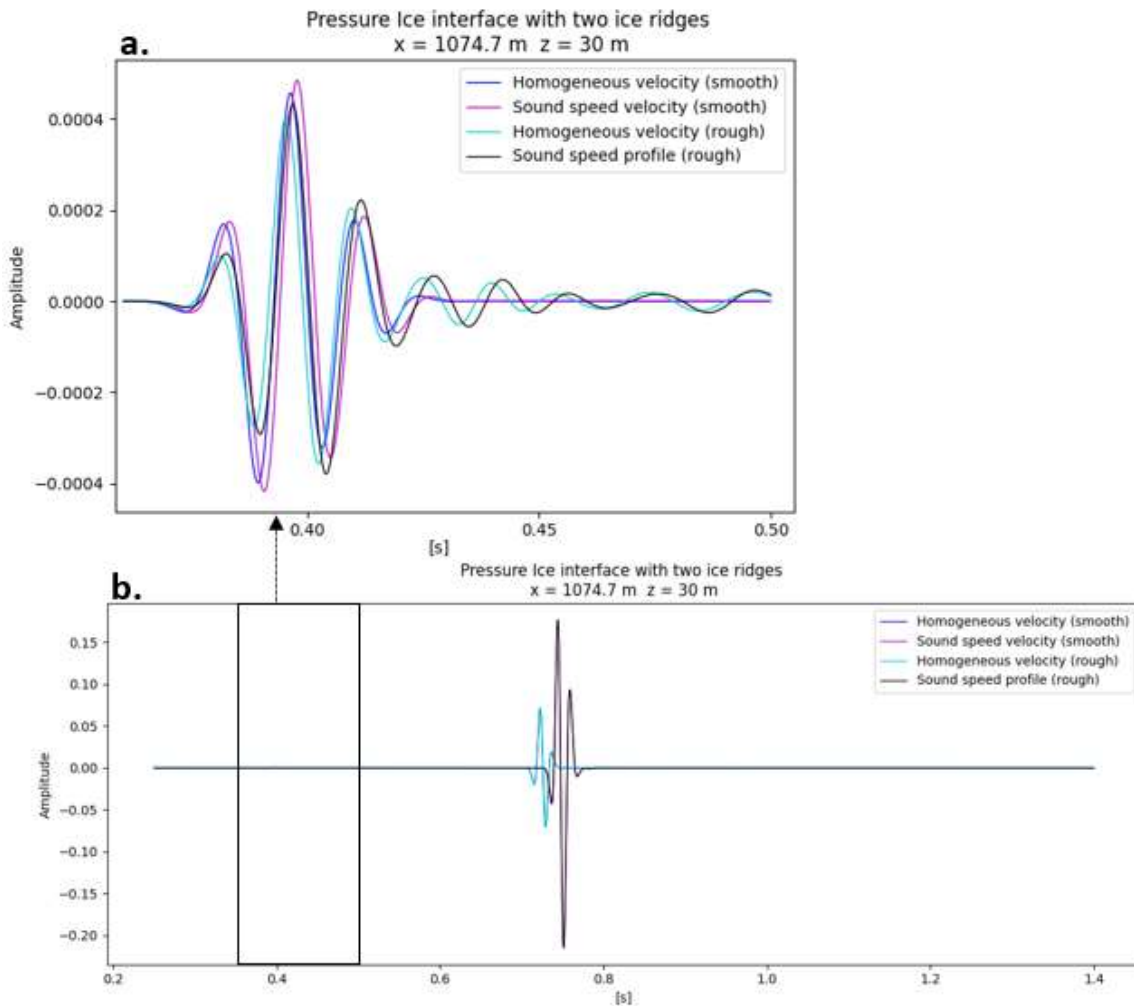 a.
Pressure Ice interface with two ice ridges
x = 1074.7 m z = 30 m
Homogeneous velocity (smooth)
Sound speed velocity (smooth)
Homogeneous velocity (rough)
Sound speed profile (rough)
Amplitude
0.0004
0.0002
0.0000
−0.0002
−0.0004
0.40
0.45
0.50
[s]
b.
Pressure Ice interface with two ice ridges
x = 1074.7 m z = 30 m
Homogeneous velocity (smooth)
Sound speed velocity (smooth)
Homogeneous velocity (rough)
Sound speed profile (rough)
Amplitude
0.15
0.10
0.05
0.00
−0.05
−0.10
−0.15
−0.20
0.2
0.4
0.6
0.8
1.0
1.2
1.4
[s]